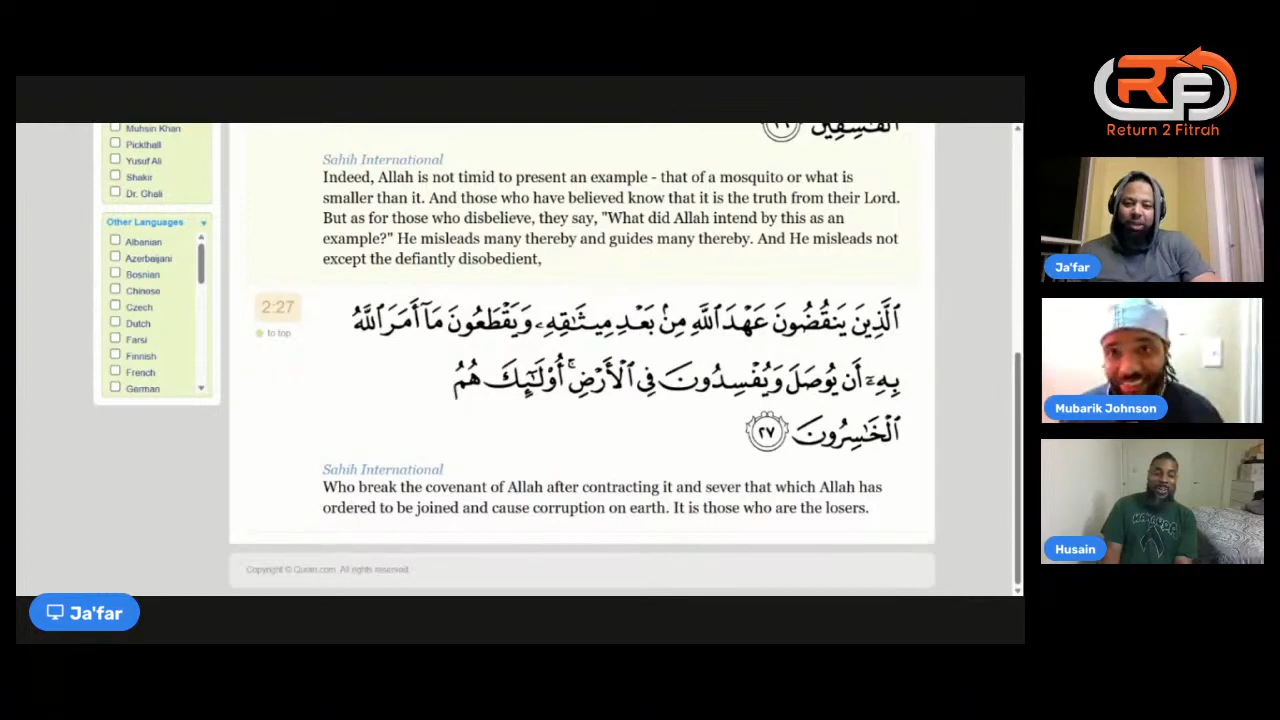 RF
Return 2 Fitrah
Muhsin Khan
Pickthall
Yusuf Ali
Shakir
Dr. Ghali
Other Languages
Albanian
Azerbaijani
Bosnian
Chinese
Czech
Dutch
Farsi
Finnish
French
German
ٱلْفَـٰسِقِينَ ٢٦
Sahih International
Indeed, Allah is not timid to present an example - that of a mosquito or what is
smaller than it. And those who have believed know that it is the truth from their Lord.
But as for those who disbelieve, they say, "What did Allah intend by this as an
example?" He misleads many thereby and guides many thereby. And He misleads not
except the defiantly disobedient,
2:27
to top
ٱلَّذِينَ يَنقُضُونَ عَهْدَ ٱللَّهِ مِنۢ بَعْدِ مِيثَـٰقِهِۦ وَيَقْطَعُونَ مَآ أَمَرَ ٱللَّهُ
بِهِۦٓ أَن يُوصَلَ وَيُفْسِدُونَ فِى ٱلْأَرْضِ ۚ أُو۟لَـٰٓئِكَ هُمُ
ٱلْخَـٰسِرُونَ ٢٧
Sahih International
Who break the covenant of Allah after contracting it and sever that which Allah has
ordered to be joined and cause corruption on earth. It is those who are the losers.
Copyright © Quran.com. All rights reserved.
Ja'far
Ja'far
Mubarik Johnson
Husain